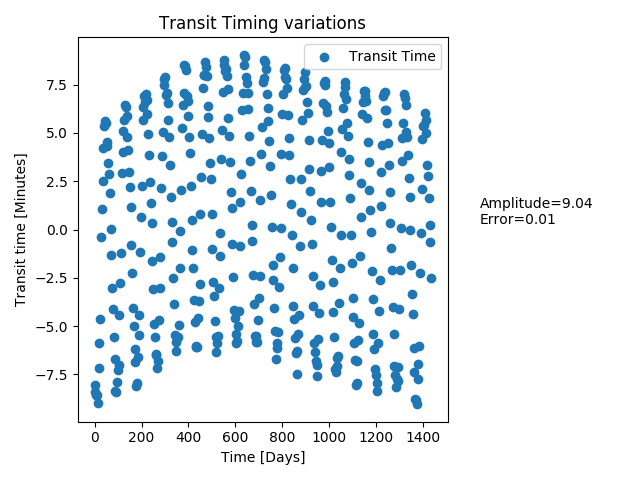 Transit Timing variations
Transit Time
Transit time [Minutes]
7.5
5.0
2.5
0.0
−2.5
−5.0
−7.5
0 200 400 600 800 1000 1200 1400
Time [Days]
Amplitude=9.04
Error=0.01